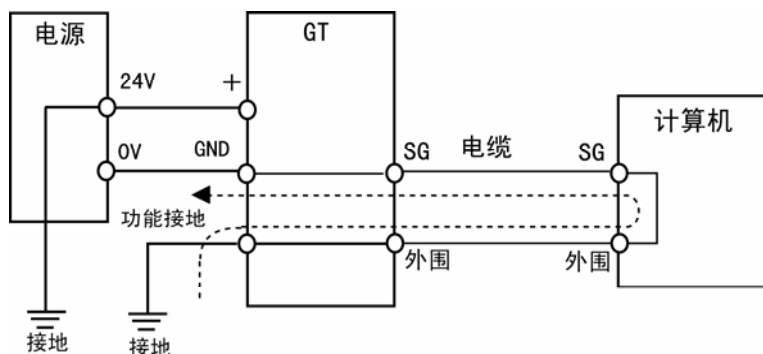 电源
GT
24V
+
计算机
0V
GND
SG
电缆
SG
功能接地
外围
外围
接地
接地